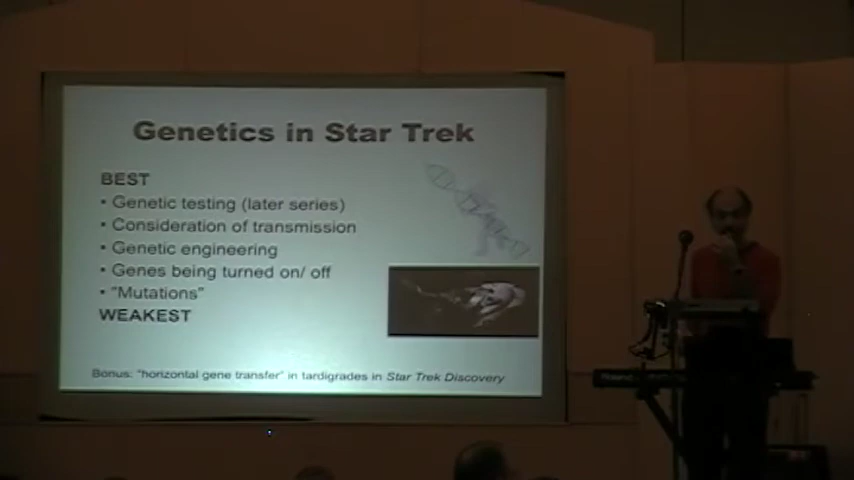 Genetics in Star Trek
BEST
• Genetic testing (later series)
• Consideration of transmission
• Genetic engineering
• Genes being turned on/ off
• "Mutations"
WEAKEST
Bonus: "horizontal gene transfer" in tardigrades in Star Trek Discovery
Roland